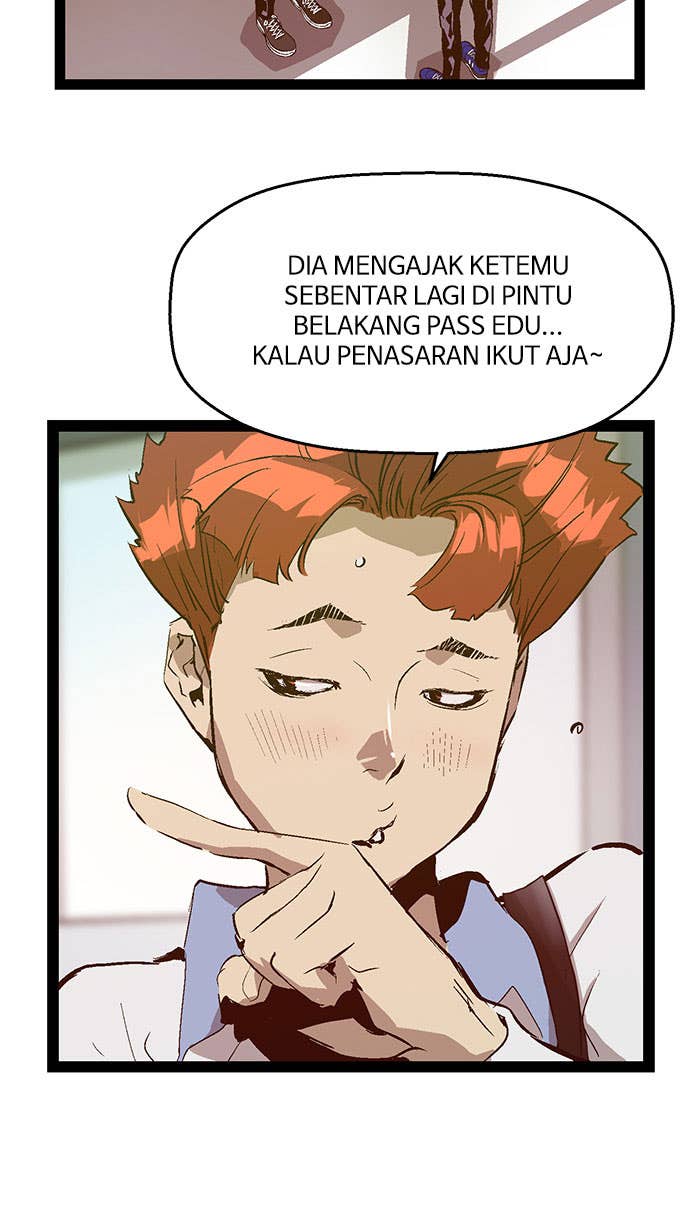 DIA MENGAJAK KETEMU
SEBENTAR LAGI DI PINTU
BELAKANG PASS EDU...
KALAU PENASARAN IKUT AJA~